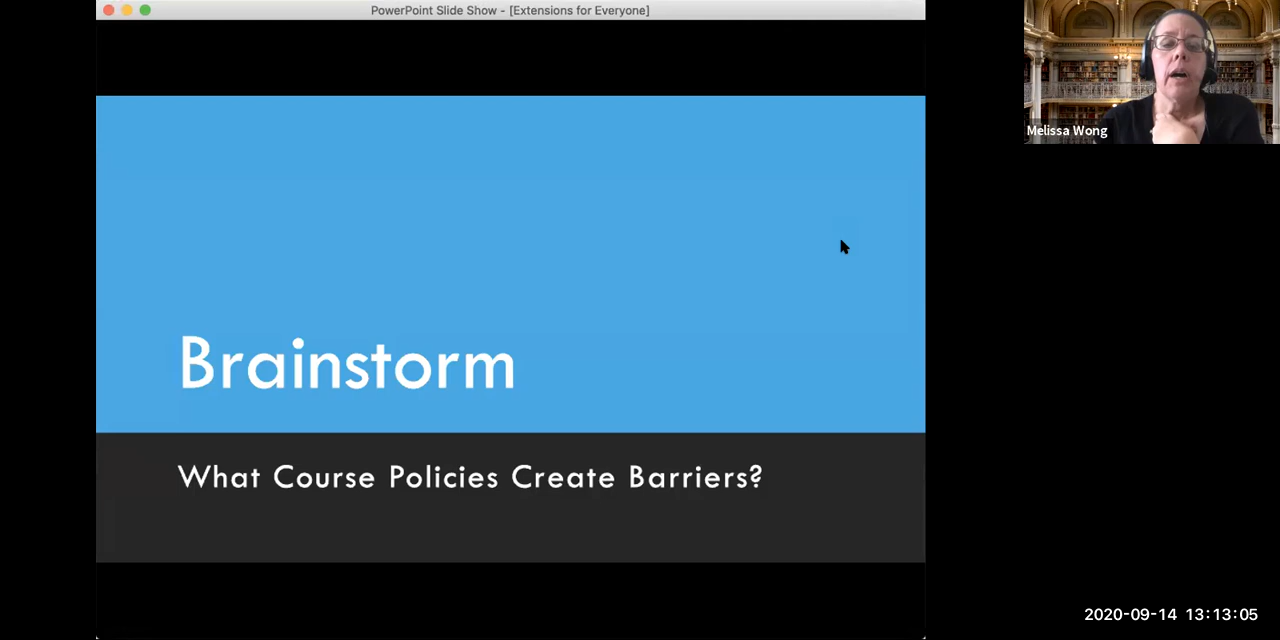 PowerPoint Slide Show - [Extensions for Everyone]
Melissa Wong
Brainstorm
What Course Policies Create Barriers?
2020-09-14 13:13:05